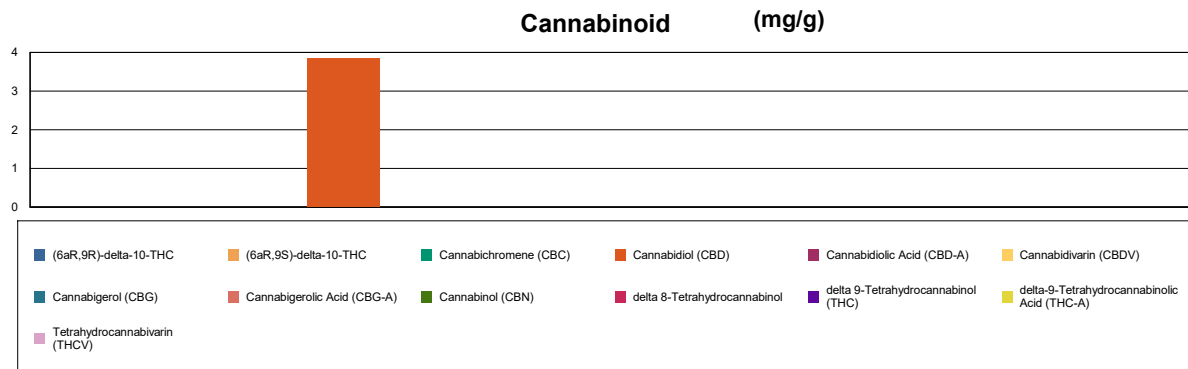 Cannabinoid (mg/g)
4
3
2
1
0
(6aR,9R)-delta-10-THC
(6aR,9S)-delta-10-THC
Cannabichromene (CBC)
Cannabidiol (CBD)
Cannabidiolic Acid (CBD-A)
Cannabidivarin (CBDV)
Cannabigerol (CBG)
Cannabigerolic Acid (CBG-A)
Cannabinol (CBN)
delta 8-Tetrahydrocannabinol
delta 9-Tetrahydrocannabinol
(THC)
delta-9-Tetrahydrocannabinolic
Acid (THC-A)
Tetrahydrocannabivarin
(THCV)